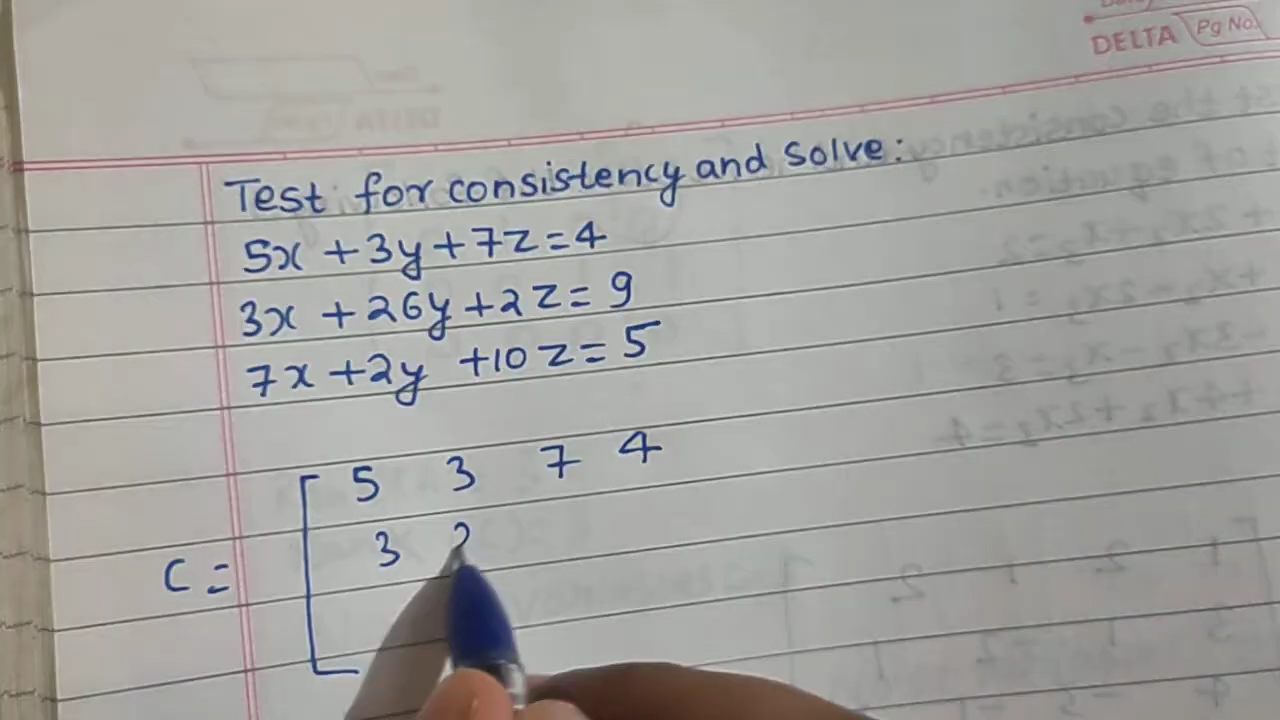 DELTA Pg No.
Test for consistency and solve:
5x + 3y + 7z = 4
3x + 26y + 2z = 9
7x + 2y + 10z = 5
5 3 7 4
C =
3 2